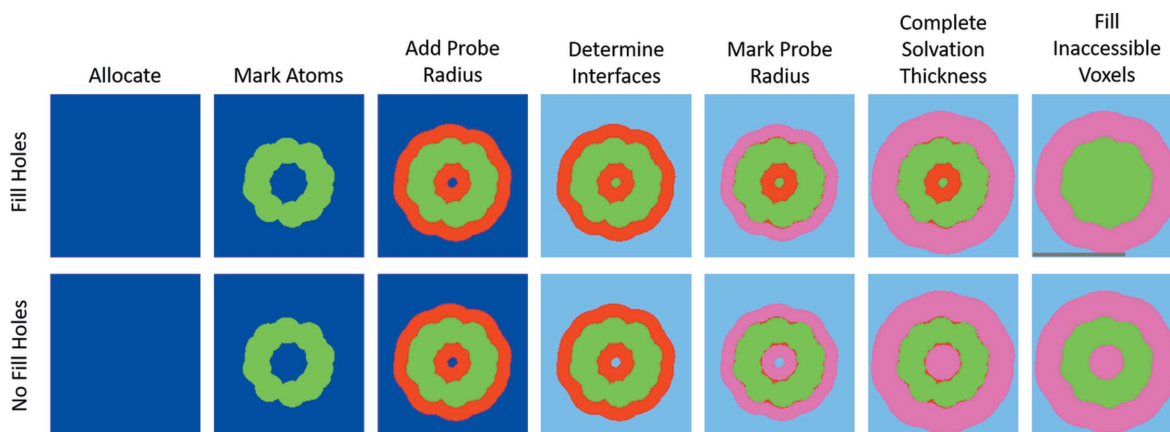 Allocate
Mark Atoms
Add Probe
Radius
Determine
Interfaces
Mark Probe
Radius
Complete
Solvation
Thickness
Fill
Inaccessible
Voxels
Fill Holes
No Fill Holes